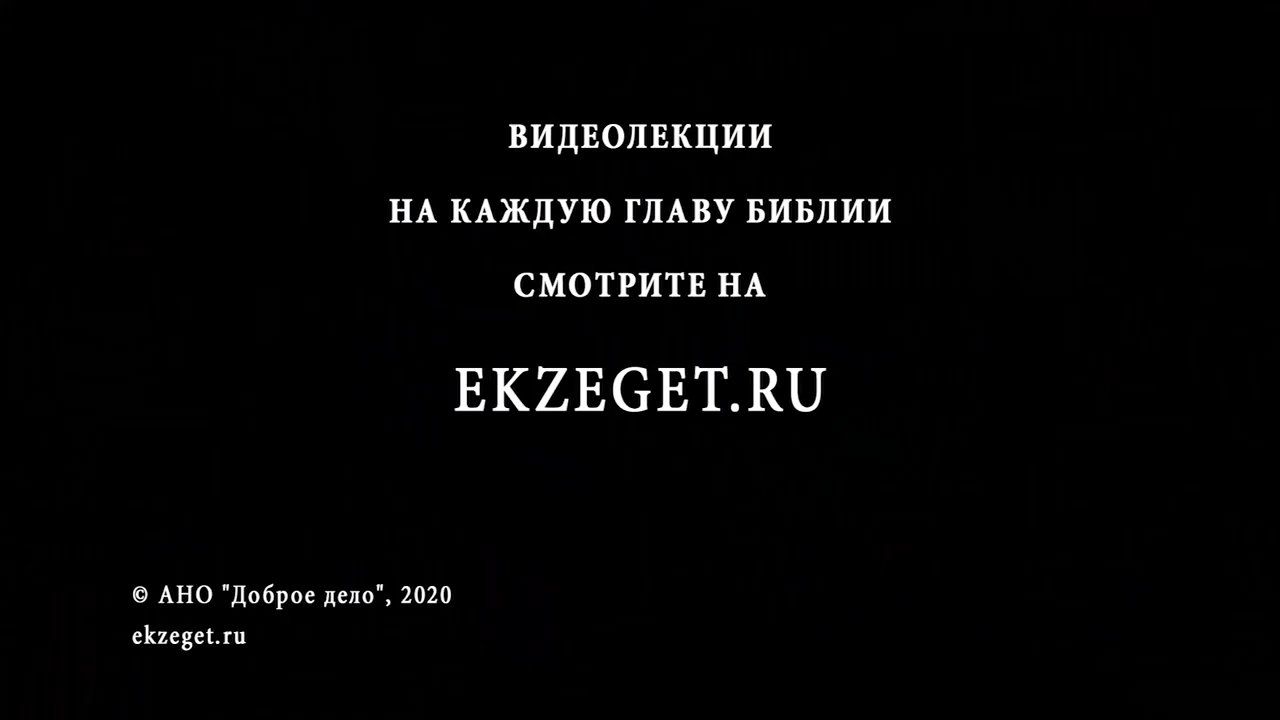 ВИДЕОЛЕКЦИИ
НА КАЖДУЮ ГЛАВУ БИБЛИИ
СМОТРИТЕ НА
EKZEGET.RU
© АНО "Доброе дело", 2020
ekzeget.ru